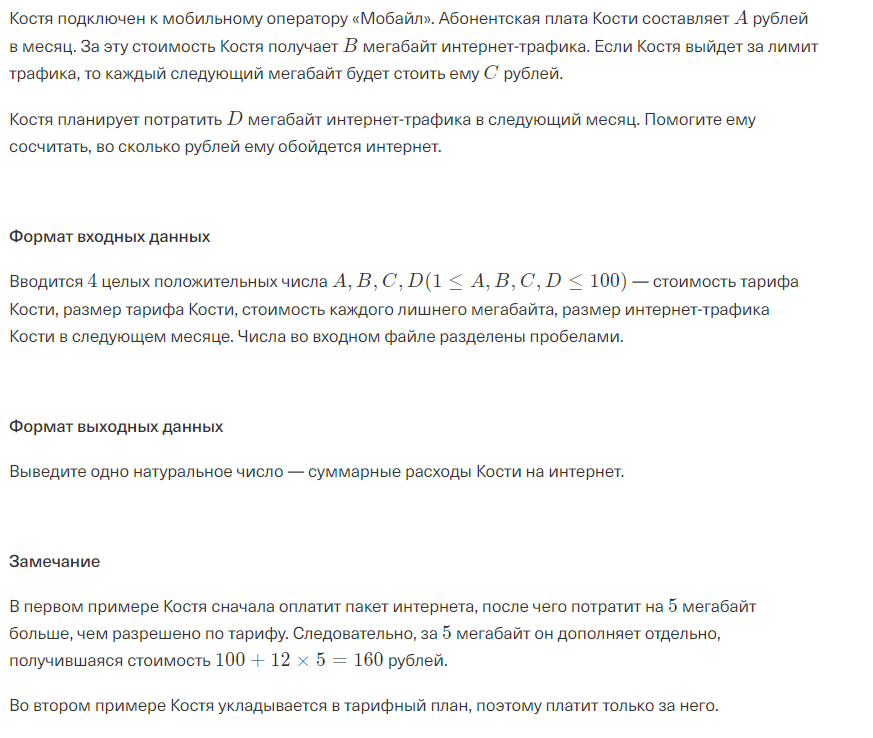 Костя подключен к мобильному оператору «Мобайл». Абонентская плата Кости составляет A рублей
в месяц. За эту стоимость Костя получает B мегабайт интернет-трафика. Если Костя выйдет за лимит
трафика, то каждый следующий мегабайт будет стоить ему C рублей.
Костя планирует потратить D мегабайт интернет-трафика в следующий месяц. Помогите ему
сосчитать, во сколько рублей ему обойдется интернет.
Формат входных данных
Вводится 4 целых положительных числа A, B, C, D(1 ≤ A, B, C, D ≤ 100) — стоимость тарифа
Кости, размер тарифа Кости, стоимость каждого лишнего мегабайта, размер интернет-трафика
Кости в следующем месяце. Числа во входном файле разделены пробелами.
Формат выходных данных
Выведите одно натуральное число — суммарные расходы Кости на интернет.
Замечание
В первом примере Костя сначала оплатит пакет интернета, после чего потратит на 5 мегабайт
больше, чем разрешено по тарифу. Следовательно, за 5 мегабайт он дополняет отдельно,
получившаяся стоимость 100 + 12 × 5 = 160 рублей.
Во втором примере Костя укладывается в тарифный план, поэтому платит только за него.